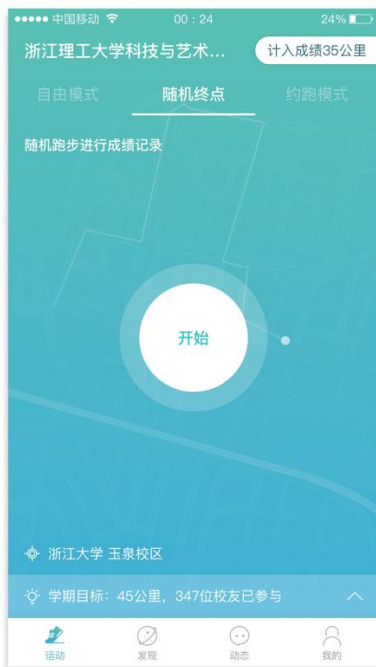 中国移动 00 : 24 24%
浙江理工大学科技与艺术... 计入成绩35公里
自由模式 随机终点 约跑模式
随机跑步进行成绩记录
开始
浙江大学 玉泉校区
学期目标：45公里，347位校友已参与
运动 发现 动态 我的